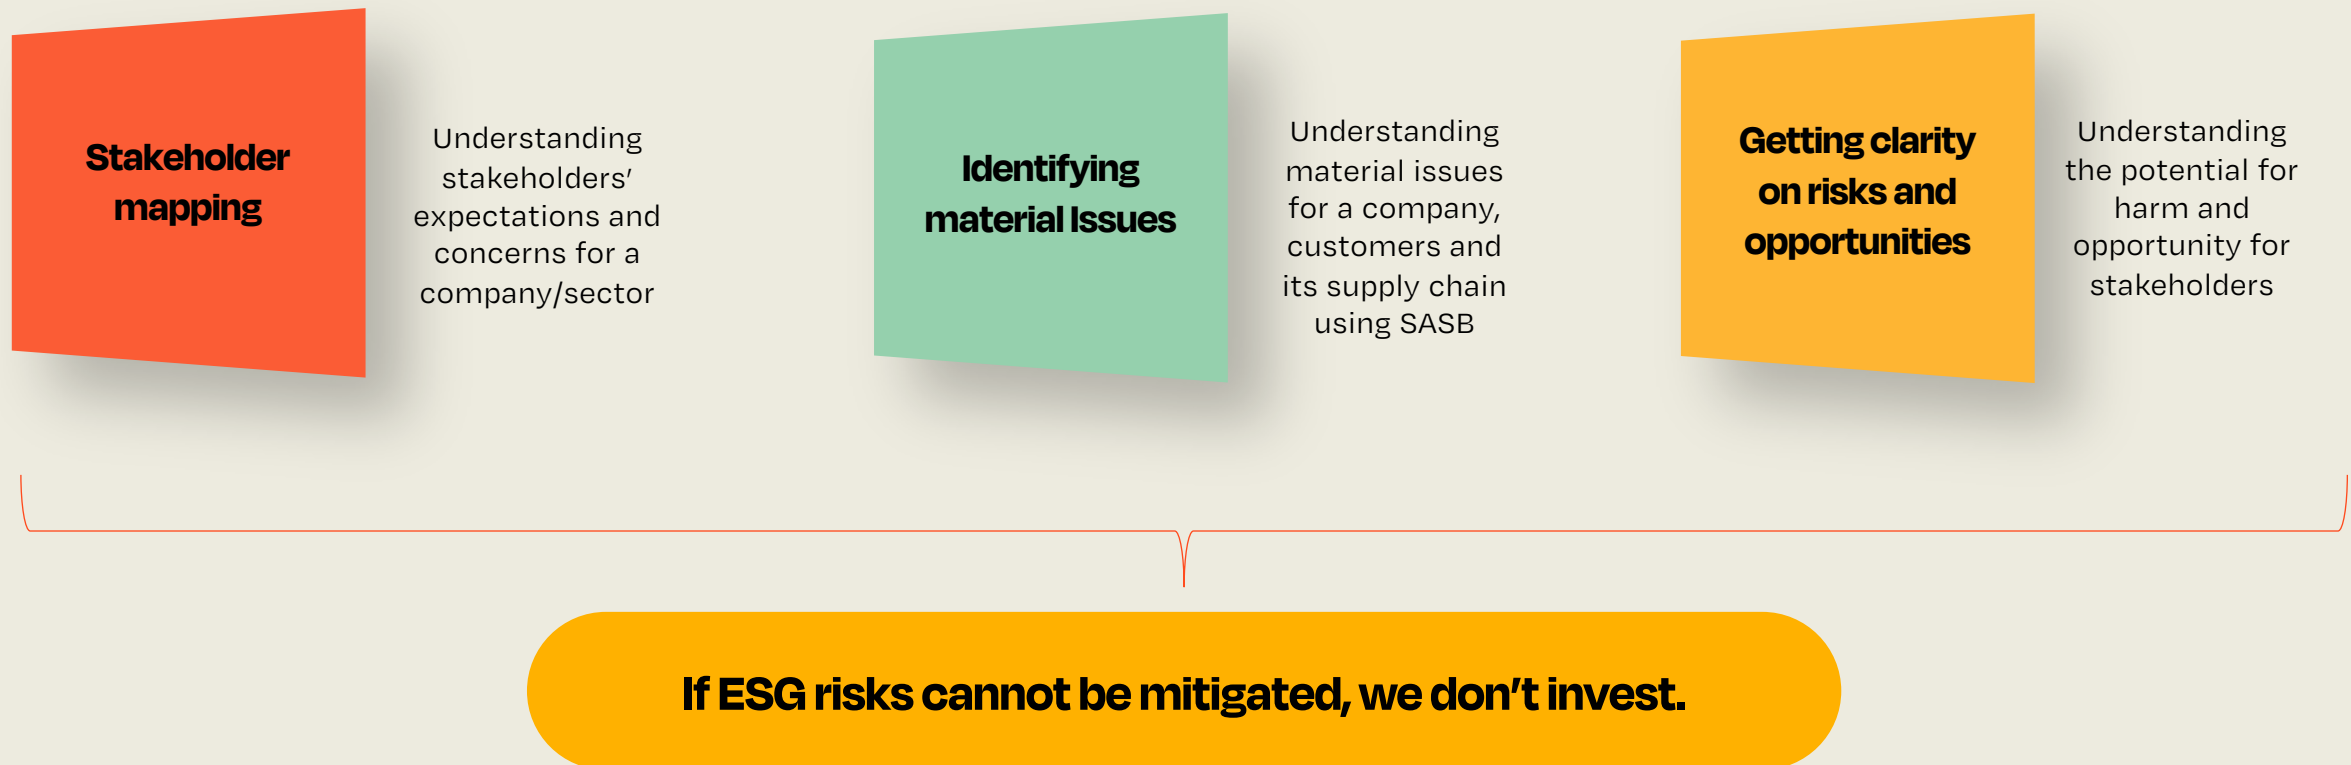 Stakeholder
mapping
Understanding
stakeholders’
expectations and
concerns for a
company/sector
Identifying
material Issues
Understanding
material issues
for a company,
customers and
its supply chain
using SASB
Getting clarity
on risks and
opportunities
Understanding
the potential for
harm and
opportunity for
stakeholders
If ESG risks cannot be mitigated, we don’t invest.